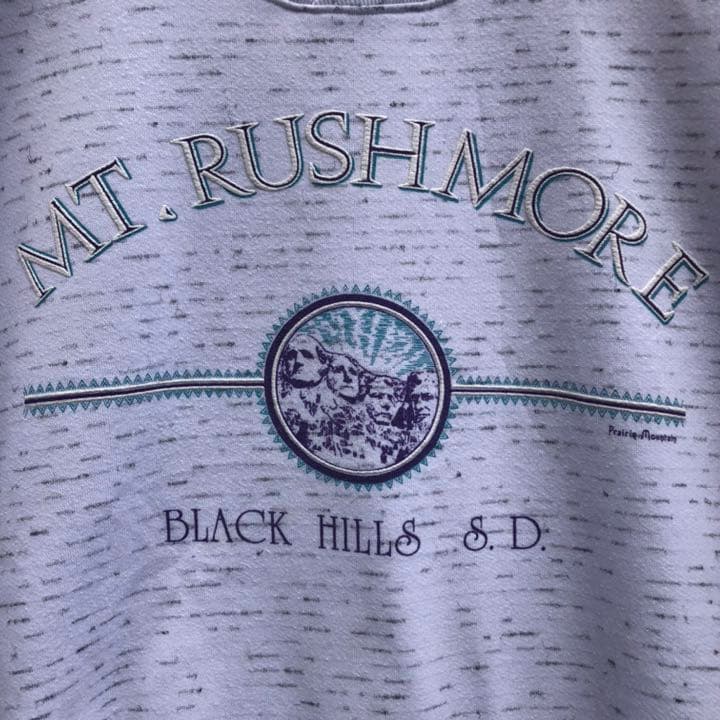 MT. RUSHMORE
Prairie Mountain
BLACK HILLS S.D.